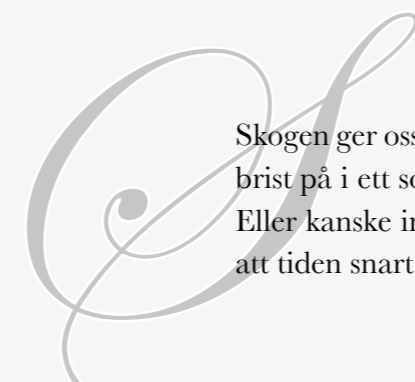 Skogen ger oss
brist på i ett
Eller kanske
att tiden snart